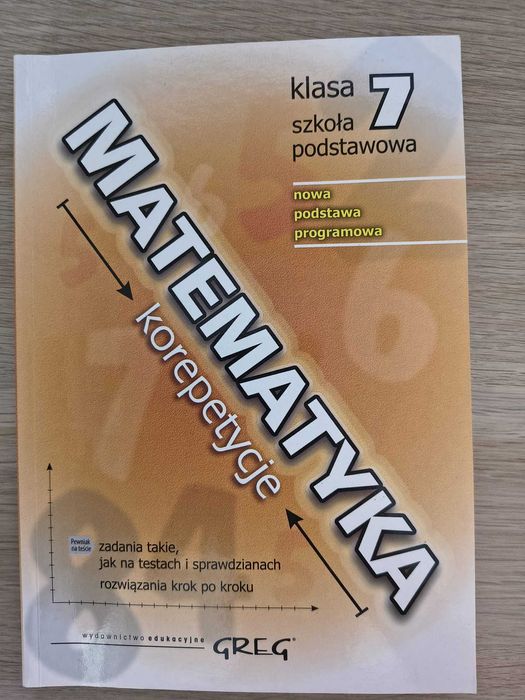 klasa 7
szkoła
podstawowa
nowa
podstawa
programowa
MATEMATYKA
korepetycje
Pewniak
na teście
zadania takie,
jak na testach i sprawdzianach
rozwiązania krok po kroku
wydawnictwo edukacyjne
GREG®